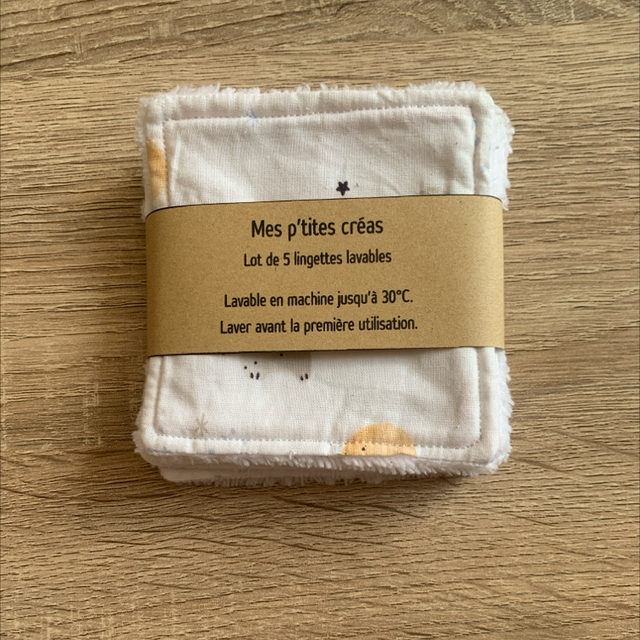 Mes p'tites créas
Lot de 5 lingettes lavables
Lavable en machine jusqu'à 30°C.
Laver avant la première utilisation.